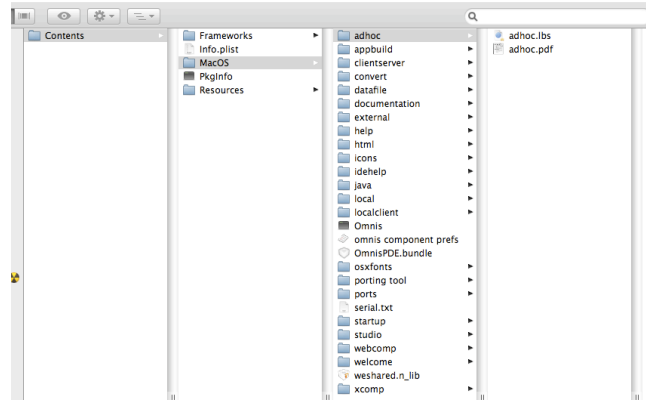 Contents
Frameworks
Info.plist
MacOS
PkgInfo
Resources
adhoc
appbuild
clientserver
convert
datafile
documentation
external
help
html
icons
idehelp
java
local
localclient
Omnis
omnis component prefs
OmnisPDE.bundle
osxfonts
porting tool
ports
serial.txt
startup
studio
webcomp
welcome
weshared.n_lib
xcomp
adhoc.lbs
adhoc.pdf